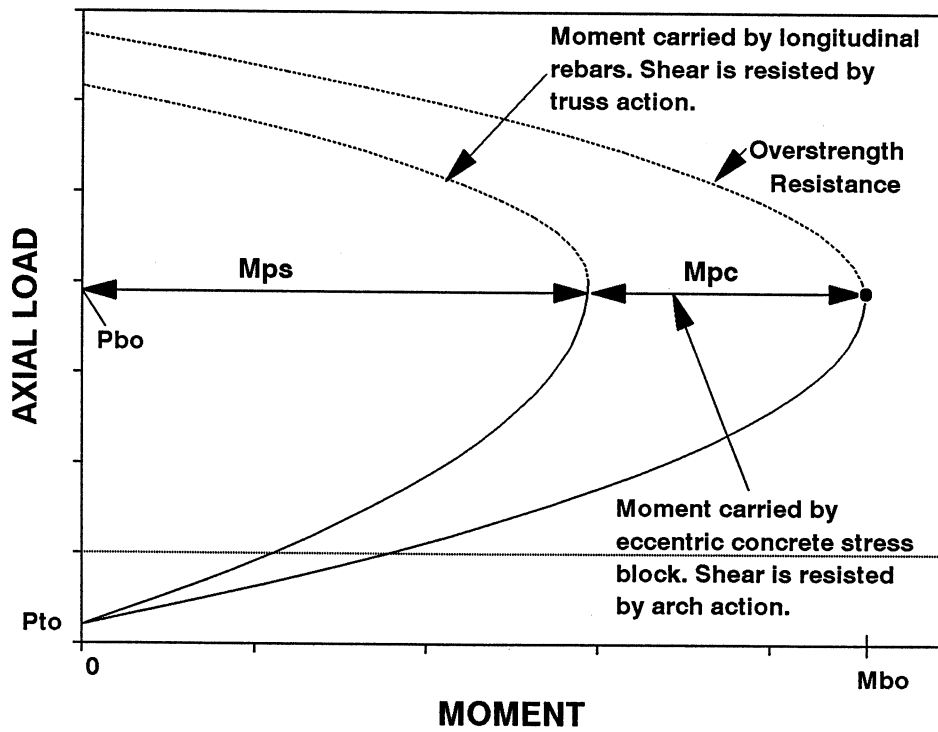 Moment carried by longitudinal
rebars. Shear is resisted by
truss action.
Overstrength
Resistance
AXIAL LOAD
Mps
Mpc
Pbo
Moment carried by
eccentric concrete stress
block. Shear is resisted
by arch action.
Pto
0
Mbo
MOMENT